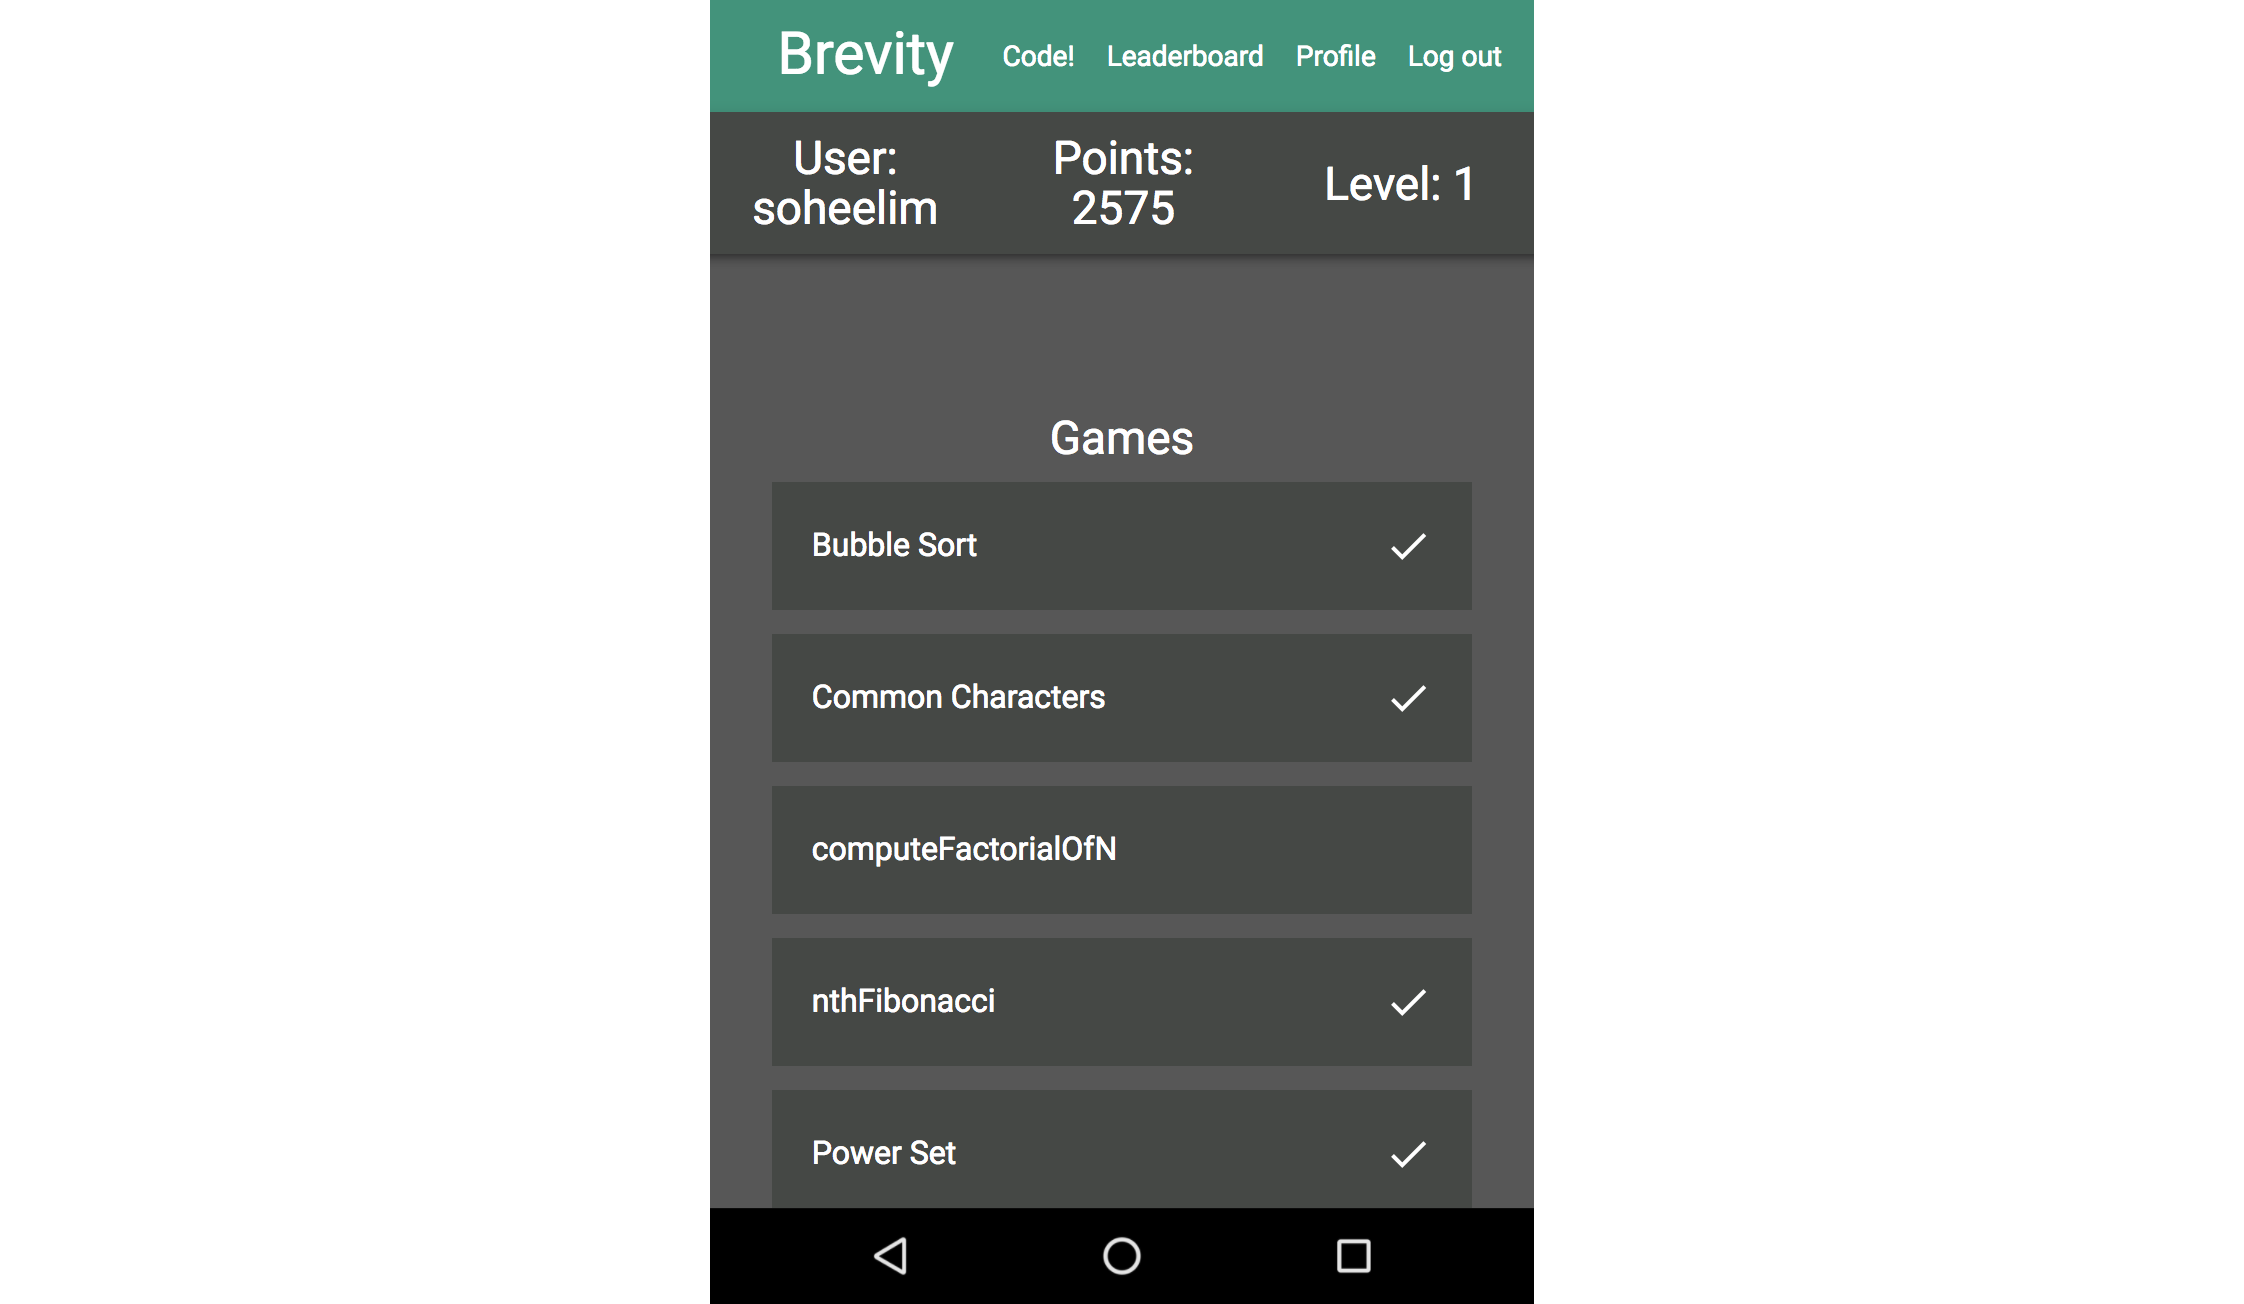 Brevity Code! Leaderboard Profile Log out
User:
soheelim
Points:
2575
Level: 1
Games
Bubble Sort
Common Characters
computeFactorialOfN
nthFibonacci
Power Set